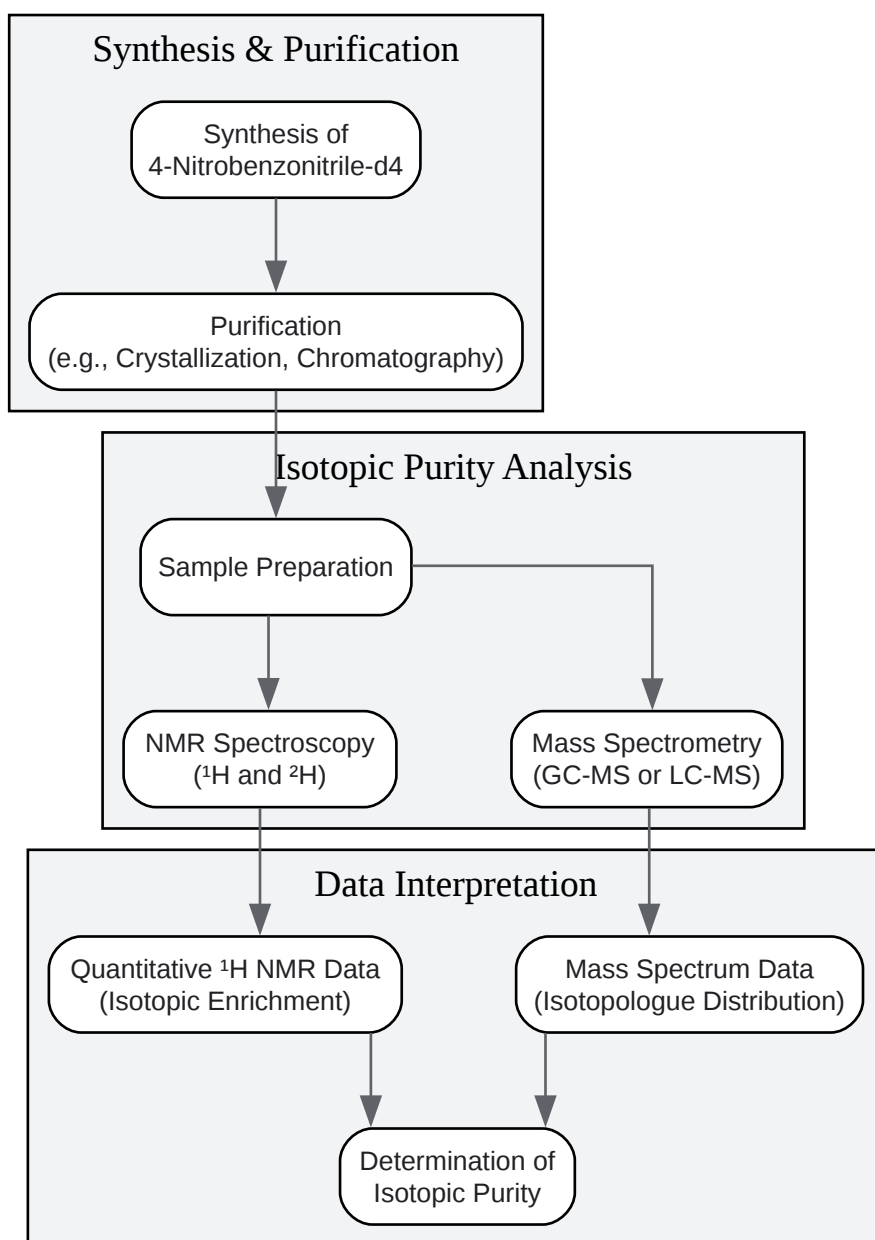 Synthesis & Purification
Synthesis of
4-Nitrobenzonitrile-d4
Purification
(e.g., Crystallization, Chromatography)
Isotopic Purity Analysis
Sample Preparation
NMR Spectroscopy
(¹H and ²H)
Mass Spectrometry
(GC-MS or LC-MS)
Data Interpretation
Quantitative ¹H NMR Data
(Isotopic Enrichment)
Mass Spectrum Data
(Isotopologue Distribution)
Determination of
Isotopic Purity